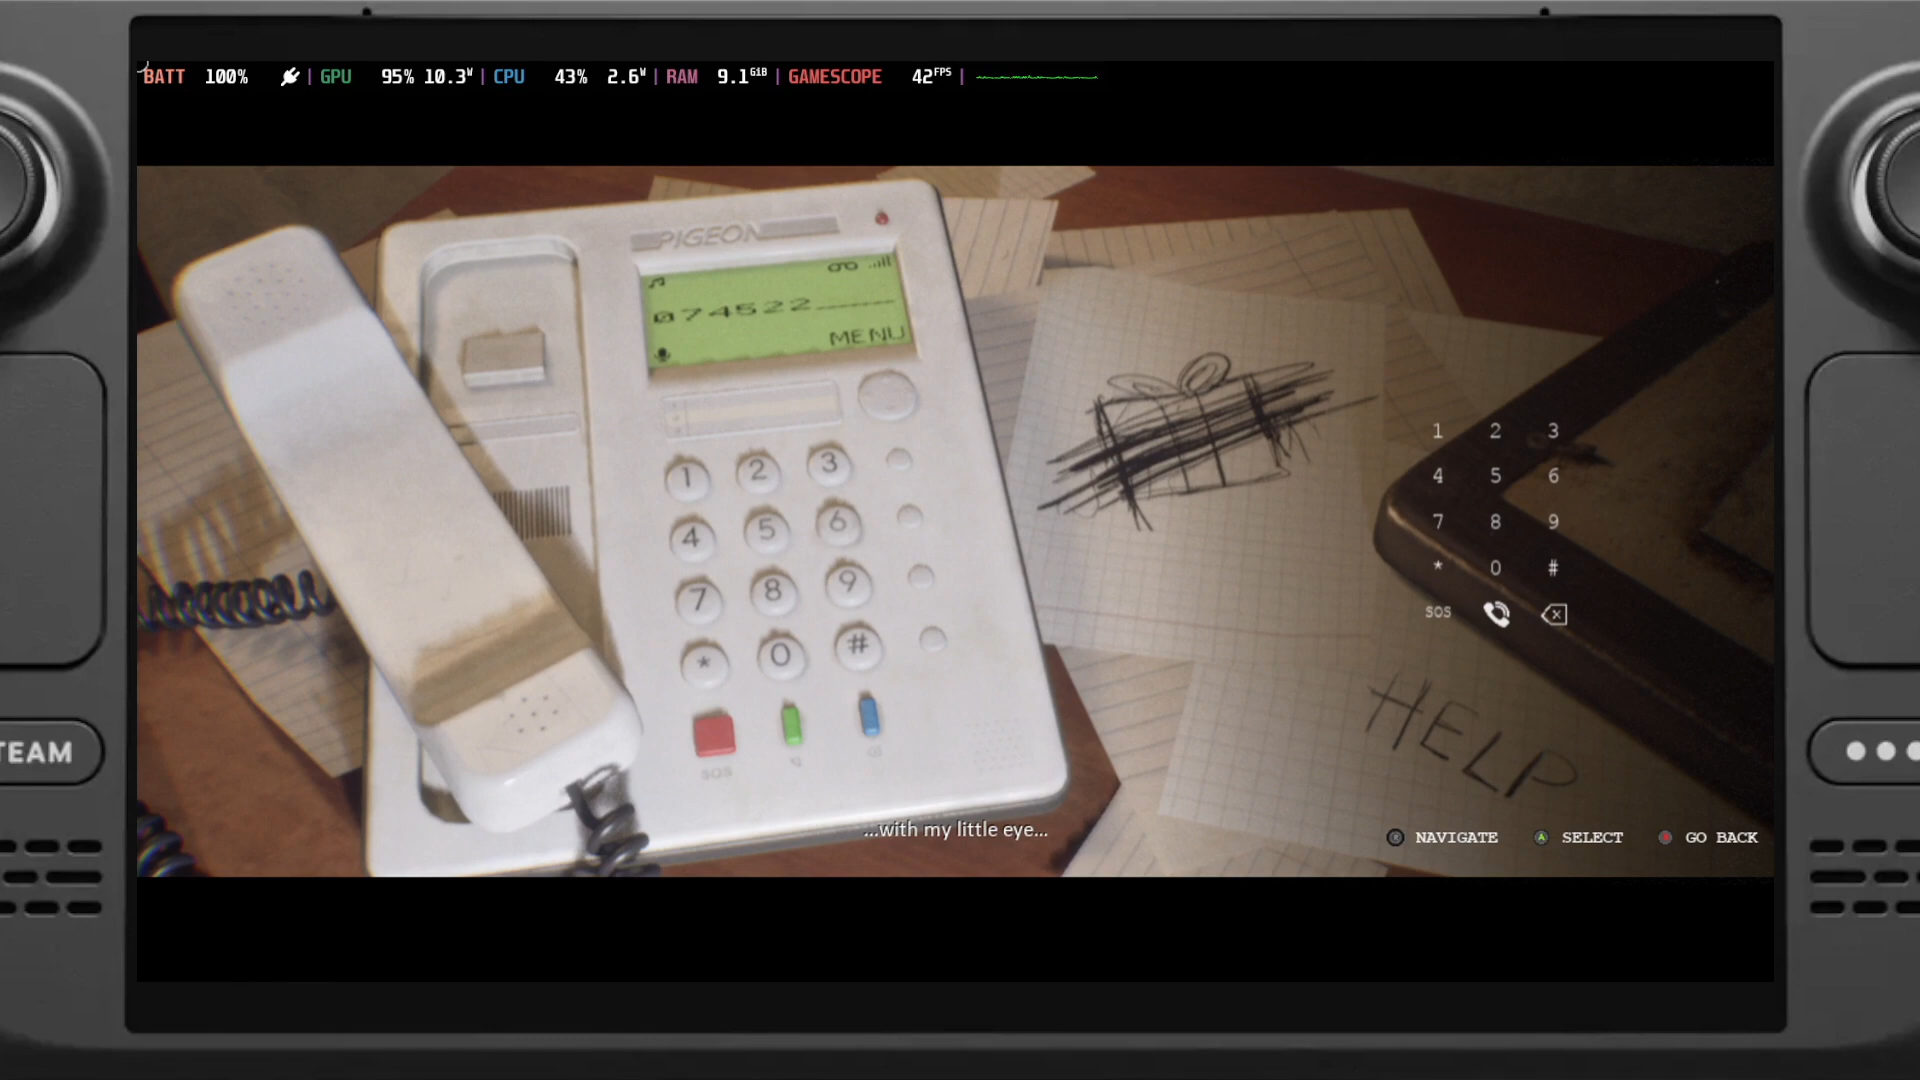 BATT 100% | GPU 95% 10.3W | CPU 43% 2.6W | RAM 9.1GiB | GAMESCOPE 42FPS |
PIGEON
074522------
MENU
1 2 3
4 5 6
7 8 9
* 0 #
SOS
1 2 3
4 5 6
7 8 9
* 0 #
SOS
HELP
...with my little eye...
NAVIGATE SELECT GO BACK
TEAM